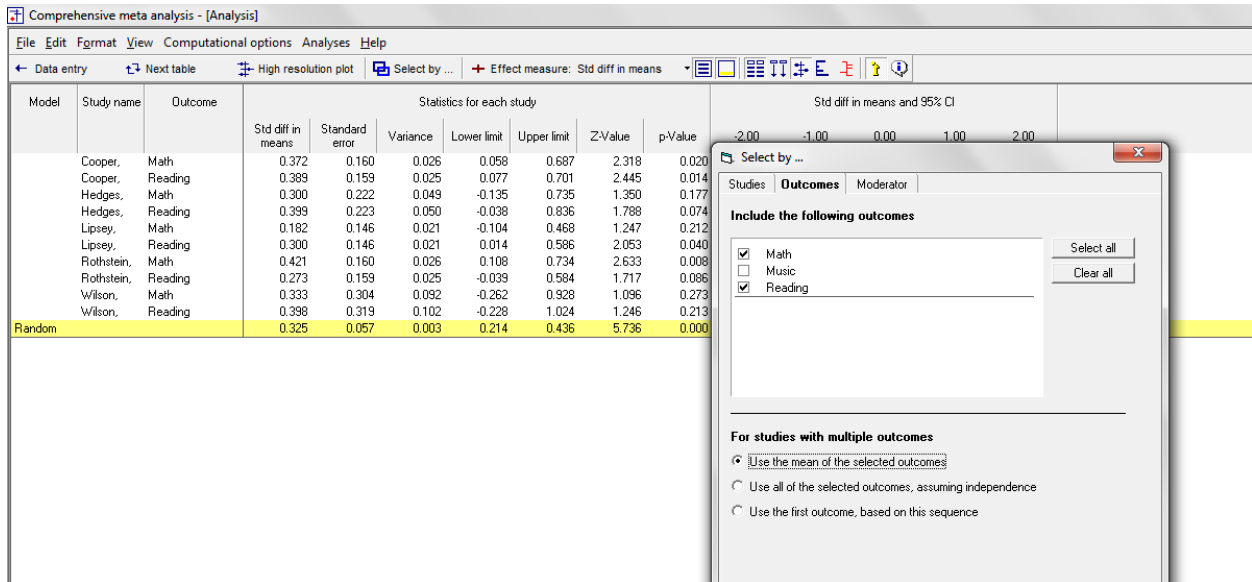 Comprehensive meta analysis - [Analysis]
File Edit Format View Computational options Analyses Help
Data entry Next table High resolution plot Select by ... Effect measure: Std diff in means
Model Study name Outcome Statistics for each study Std diff in means and 95% CI
Std diff in means Standard error Variance Lower limit Upper limit Z-Value p-Value -2.00 -1.00 0.00 1.00 2.00
Cooper, Math 0.372 0.160 0.026 0.058 0.687 2.318 0.020
Cooper, Reading 0.389 0.159 0.025 0.077 0.701 2.445 0.014
Hedges, Math 0.300 0.222 0.049 -0.135 0.735 1.350 0.177
Hedges, Reading 0.399 0.223 0.050 -0.038 0.836 1.788 0.074
Lipsey, Math 0.182 0.146 0.021 -0.104 0.468 1.247 0.212
Lipsey, Reading 0.300 0.146 0.021 0.014 0.586 2.053 0.040
Rothstein, Math 0.421 0.160 0.026 0.108 0.734 2.633 0.008
Rothstein, Reading 0.273 0.159 0.025 -0.039 0.584 1.717 0.086
Wilson, Math 0.333 0.304 0.092 -0.262 0.928 1.096 0.273
Wilson, Reading 0.398 0.319 0.102 -0.228 1.024 1.246 0.213
Random 0.325 0.057 0.003 0.214 0.436 5.736 0.000
Select by ...
Studies Outcomes Moderator
Include the following outcomes
Math
Music
Reading
Select all
Clear all
For studies with multiple outcomes
Use the mean of the selected outcomes
Use all of the selected outcomes, assuming independence
Use the first outcome, based on this sequence